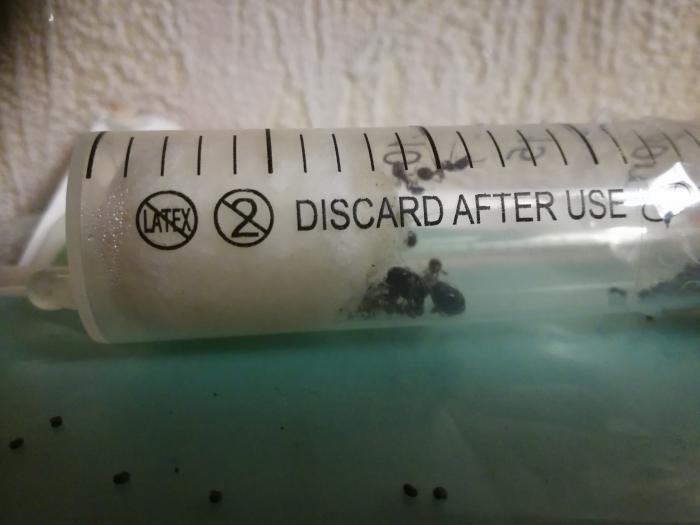 LATEX
2
DISCARD AFTER USE